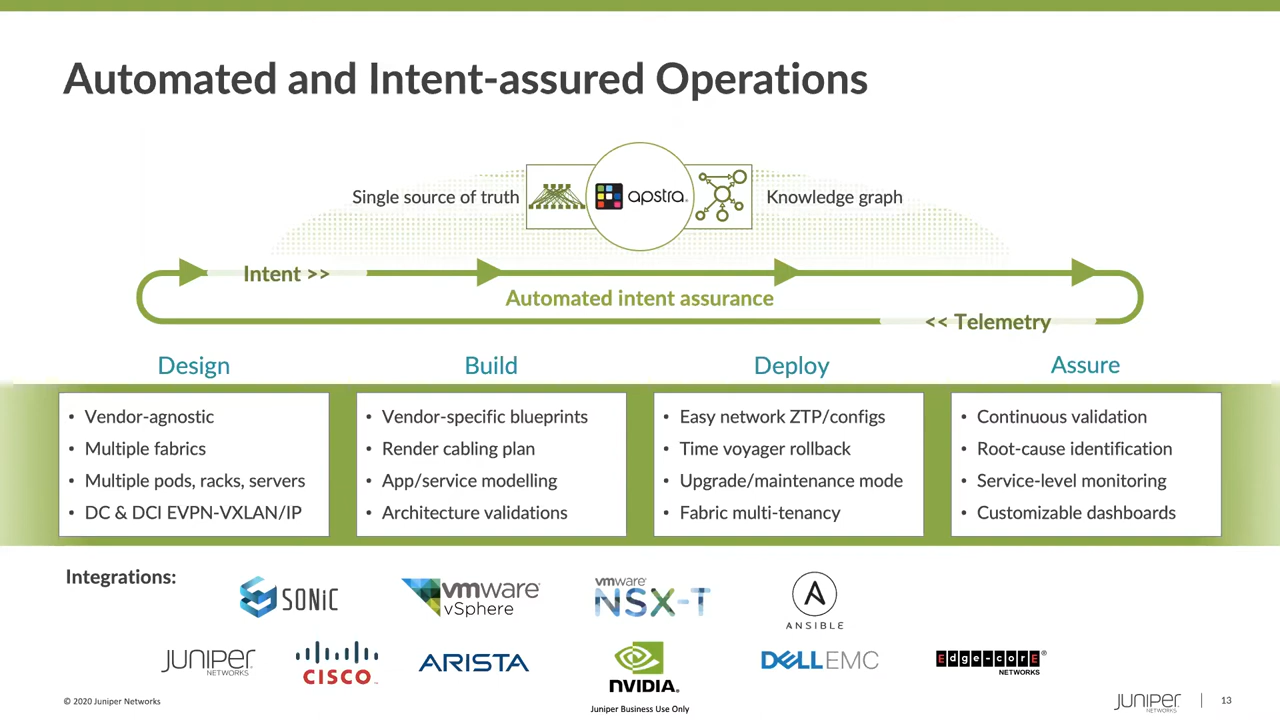 Automated and Intent-assured Operations
Single source of truth
apstra.
Knowledge graph
Intent >>
Automated intent assurance
<< Telemetry
Design
• Vendor-agnostic
• Multiple fabrics
• Multiple pods, racks, servers
• DC & DCI EVPN-VXLAN/IP
Build
• Vendor-specific blueprints
• Render cabling plan
• App/service modelling
• Architecture validations
Deploy
• Easy network ZTP/configs
• Time voyager rollback
• Upgrade/maintenance mode
• Fabric multi-tenancy
Assure
• Continuous validation
• Root-cause identification
• Service-level monitoring
• Customizable dashboards
Integrations:
SONiC
vmware®
vSphere
vmware®
NSX-T
ANSIBLE
JUNIPER
NETWORKS
CISCO
ARISTA
NVIDIA.
DELLEMC
Edge-corE®
NETWORKS
© 2020 Juniper Networks
Juniper Business Use Only
JUNIPER
NETWORKS
13